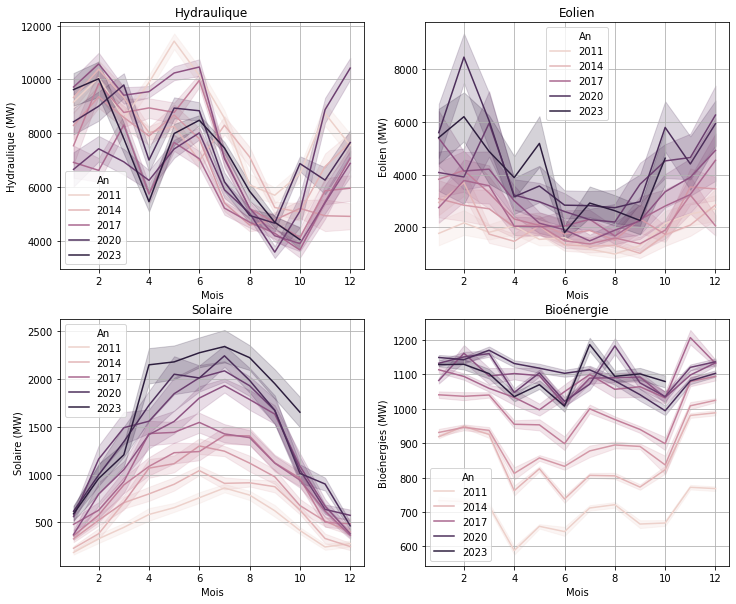 Hydraulique
Hydraulique (MW)
12000
10000
8000
6000
4000
An
2011
2014
2017
2020
2023
2 4 6 8 10 12
Mois
Eolien
Eolien (MW)
8000
6000
4000
2000
An
2011
2014
2017
2020
2023
2 4 6 8 10 12
Mois
Solaire
Solaire (MW)
2500
2000
1500
1000
500
An
2011
2014
2017
2020
2023
2 4 6 8 10 12
Mois
Bioénergie
Bioénergies (MW)
1200
1100
1000
900
800
700
600
An
2011
2014
2017
2020
2023
2 4 6 8 10 12
Mois